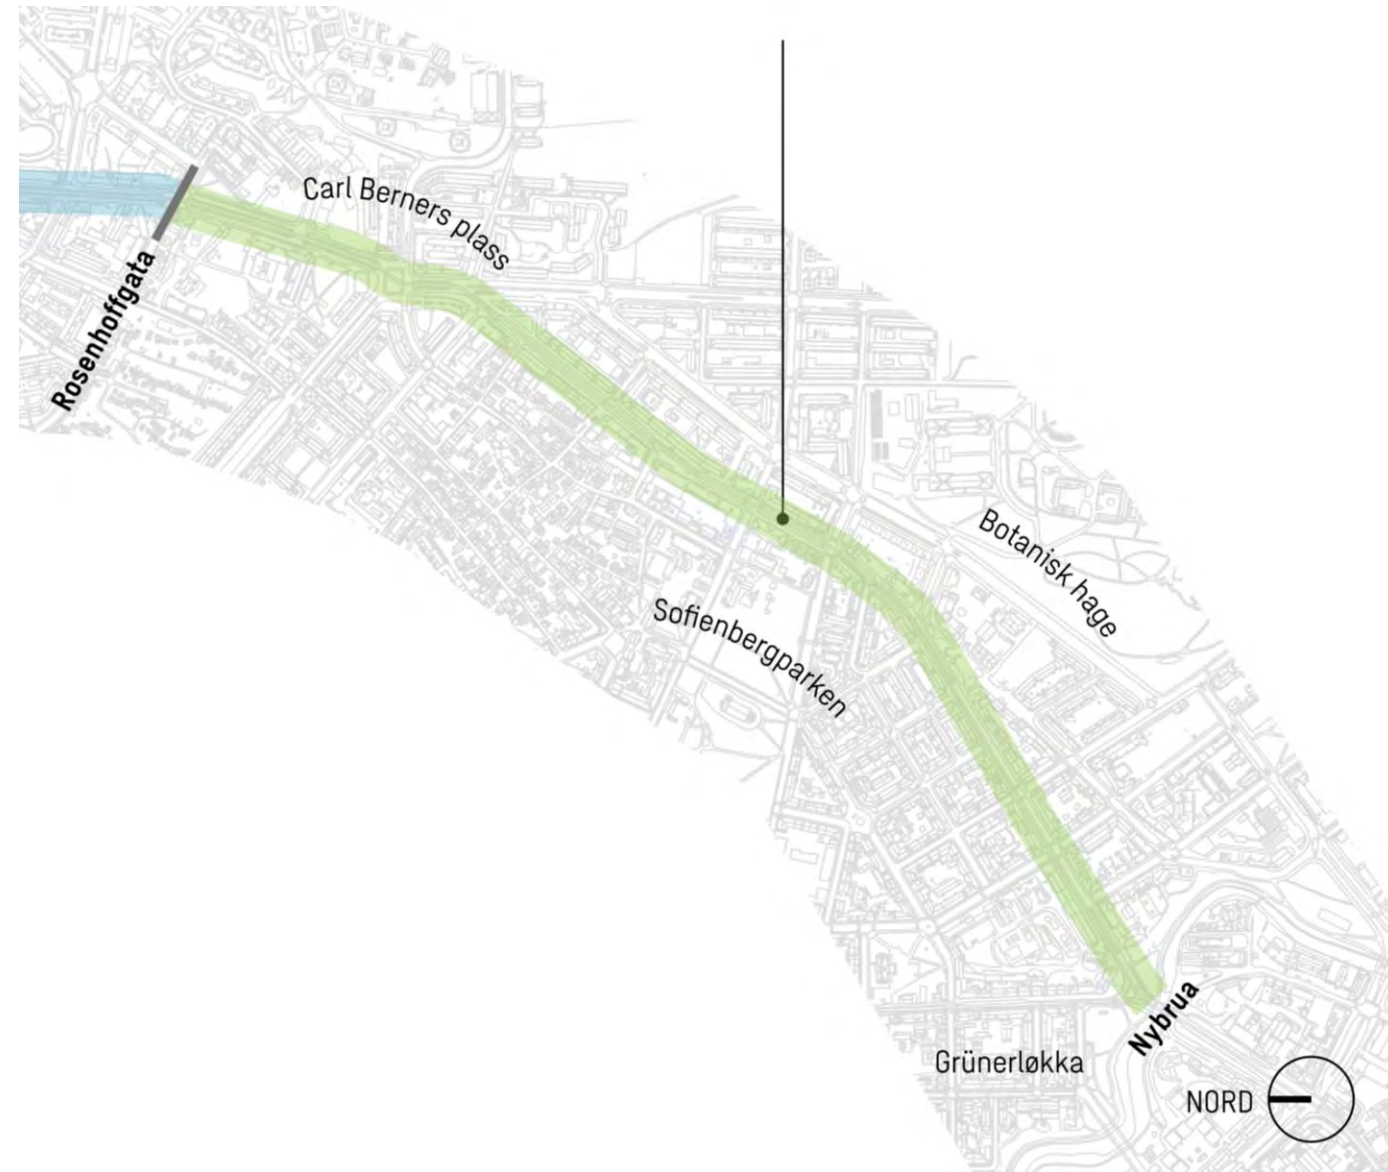 Carl Berners plass
Rosenhoffgata
Botanisk hage
Sofienbergparken
Nybrua
Grünerløkka
NORD